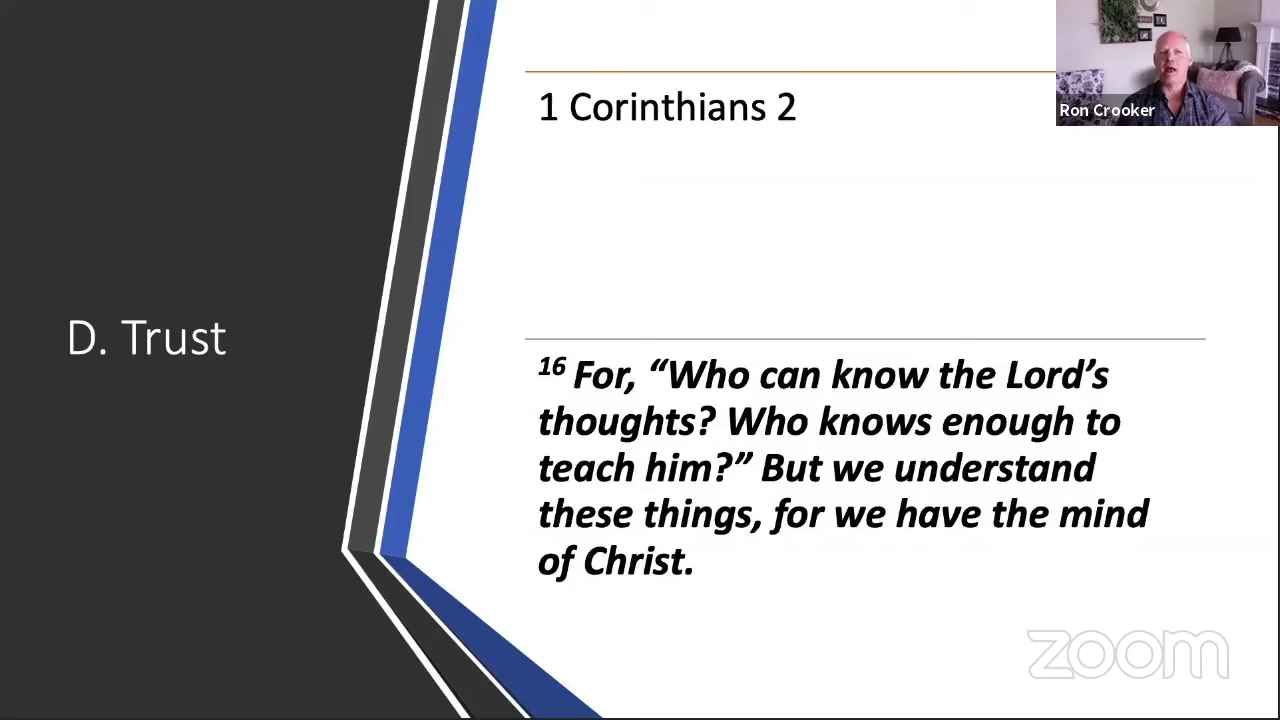 1 Corinthians 2
Ron Crooker
D. Trust
16 For, “Who can know the Lord’s
thoughts? Who knows enough to
teach him?” But we understand
these things, for we have the mind
of Christ.
zoom